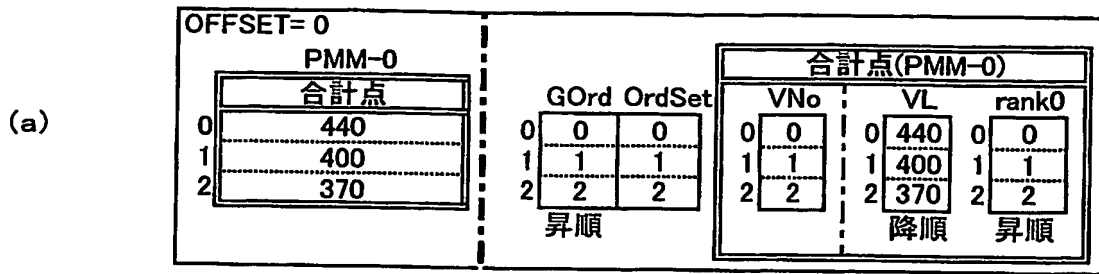 (a)
OFFSET= 0
PMM-0
合計点
0 440
1 400
2 370
GOrd OrdSet
0 0 0
1 1 1
2 2 2
昇順
合計点(PMM-0)
VNo VL rank0
0 0 0 440 0 0
1 1 1 400 1 1
2 2 2 370 2 2
降順 昇順